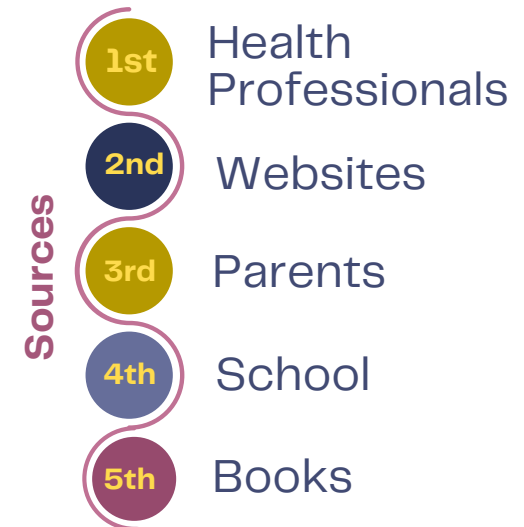 Sources
1st
Health
Professionals
2nd
Websites
3rd
Parents
4th
School
5th
Books